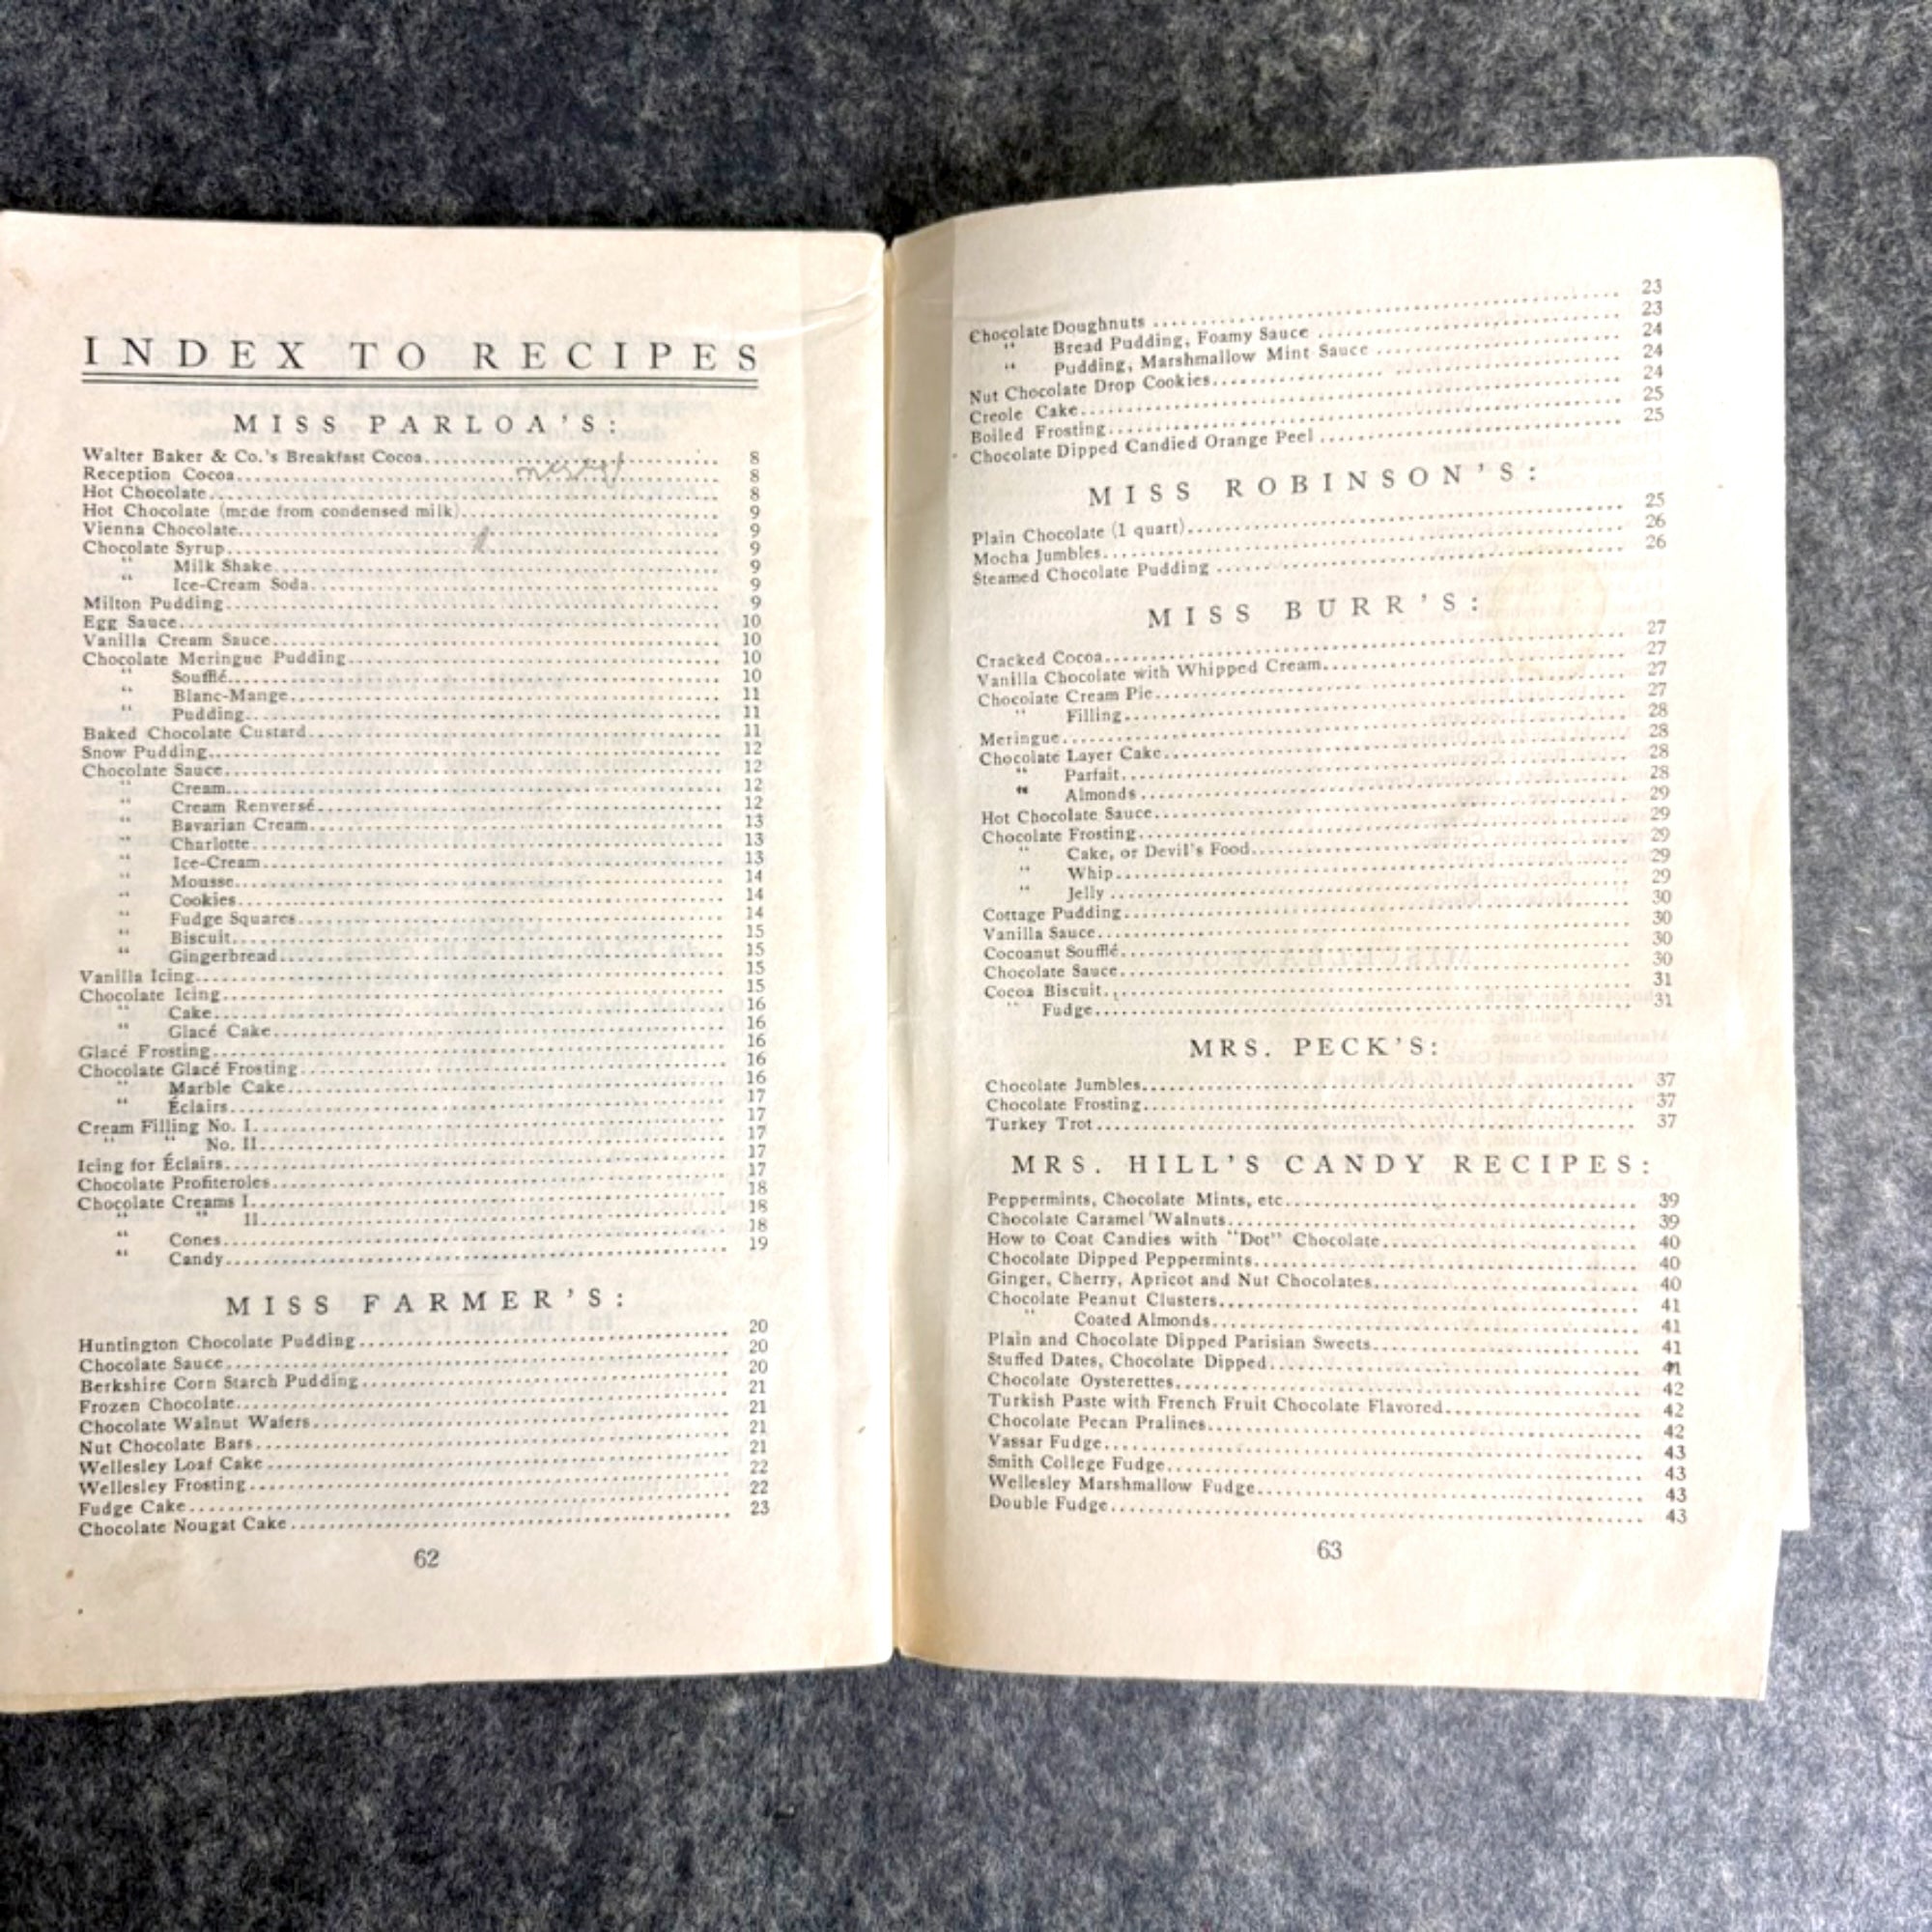 INDEX TO RECIPES
MISS PARLOA'S:
Walter Baker & Co.'s Breakfast Cocoa 8
Reception Cocoa 8
Hot Chocolate 8
Hot Chocolate (made from condensed milk) 9
Vienna Chocolate 9
Chocolate Syrup 9
" Milk Shake 9
" Ice-Cream Soda 9
Milton Pudding 9
Egg Sauce 10
Vanilla Cream Sauce 10
Chocolate Meringue Pudding 10
" Soufflé 10
" Blanc-Mange 11
" Pudding 11
Baked Chocolate Custard 11
Snow Pudding 12
Chocolate Sauce 12
" Cream 12
" Cream Renversé 12
" Bavarian Cream 13
" Charlotte 13
" Ice-Cream 13
" Mousse 14
" Cookies 14
" Fudge Squares 14
" Biscuit 15
" Gingerbread 15
Vanilla Icing 15
Chocolate Icing 15
" Cake 16
" Glacé Cake 16
Glacé Frosting 16
Chocolate Glacé Frosting 16
" Marble Cake 16
" Éclairs 17
Cream Filling No. I 17
" " No. II 17
Icing for Éclairs 17
Chocolate Profiteroles 17
Chocolate Creams I 18
" " II 18
" Cones 18
" Candy 19
MISS FARMER'S:
Huntington Chocolate Pudding 20
Chocolate Sauce 20
Berkshire Corn Starch Pudding 20
Frozen Chocolate 21
Chocolate Walnut Wafers 21
Nut Chocolate Bars 21
Wellesley Loaf Cake 21
Wellesley Frosting 22
Fudge Cake 22
Chocolate Nougat Cake 23
62
Chocolate Doughnuts 23
" Bread Pudding, Foamy Sauce 23
" Pudding, Marshmallow Mint Sauce 24
Nut Chocolate Drop Cookies 24
Creole Cake 24
Boiled Frosting 25
Chocolate Dipped Candied Orange Peel 25
MISS ROBINSON'S:
Plain Chocolate (1 quart) 25
Mocha Jumbles 26
Steamed Chocolate Pudding 26
MISS BURR'S:
Cracked Cocoa 27
Vanilla Chocolate with Whipped Cream 27
Chocolate Cream Pie 27
" Filling 27
Meringue 28
Chocolate Layer Cake 28
" Parfait 28
" Almonds 28
Hot Chocolate Sauce 29
Chocolate Frosting 29
" Cake, or Devil's Food 29
" Whip 29
" Jelly 29
Cottage Pudding 30
Vanilla Sauce 30
Cocoanut Soufflé 30
Chocolate Sauce 30
Cocoa Biscuit 31
" Fudge 31
MRS. PECK'S:
Chocolate Jumbles 37
Chocolate Frosting 37
Turkey Trot 37
MRS. HILL'S CANDY RECIPES:
Peppermints, Chocolate Mints, etc 39
Chocolate Caramel Walnuts 39
How to Coat Candies with "Dot" Chocolate 40
Chocolate Dipped Peppermints 40
Ginger, Cherry, Apricot and Nut Chocolates 40
Chocolate Peanut Clusters 41
" Coated Almonds 41
Plain and Chocolate Dipped Parisian Sweets 41
Stuffed Dates, Chocolate Dipped 41
Chocolate Oysterettes 42
Turkish Paste with French Fruit Chocolate Flavored 42
Chocolate Pecan Pralines 42
Vassar Fudge 43
Smith College Fudge 43
Wellesley Marshmallow Fudge 43
Double Fudge 43
63